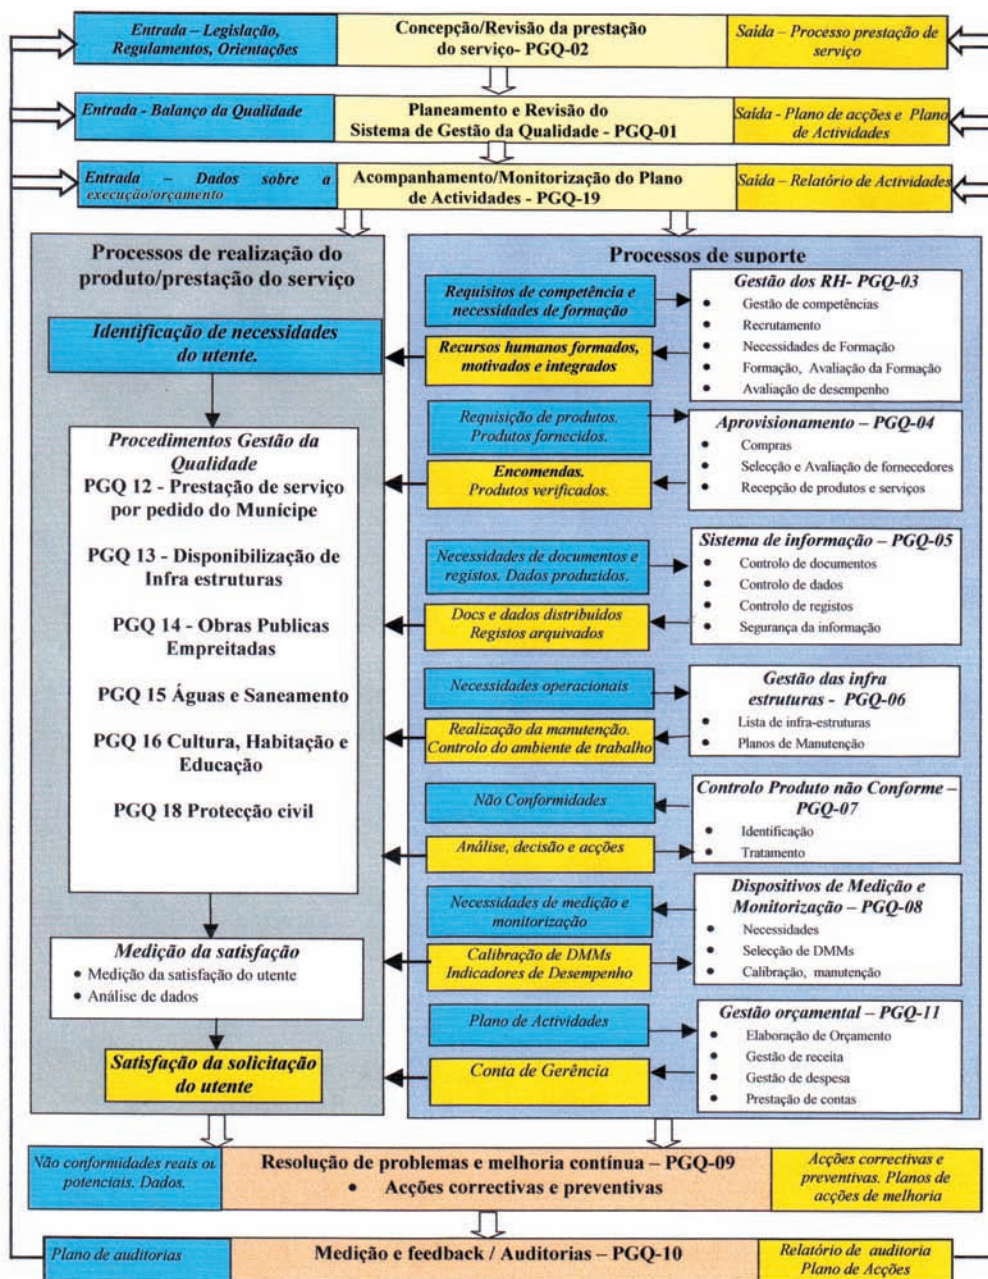 Entrada – Legislação,
Regulamentos, Orientações
Concepção/Revisão da prestação
do serviço- PGQ-02
Saída – Processo prestação de
serviço
Entrada - Balanço da Qualidade
Planeamento e Revisão do
Sistema de Gestão da Qualidade - PGQ-01
Saída - Plano de acções e Plano
de Actividades
Entrada – Dados sobre a
execução/orçamento
Acompanhamento/Monitorização do Plano
de Actividades - PGQ-19
Saída – Relatório de Actividades
Processos de realização do
produto/prestação do serviço
Identificação de necessidades
do utente.
Procedimentos Gestão da
Qualidade
PGQ 12 - Prestação de serviço
por pedido do Munícipe
PGQ 13 - Disponibilização de
Infra estruturas
PGQ 14 - Obras Publicas
Empreitadas
PGQ 15 Águas e Saneamento
PGQ 16 Cultura, Habitação e
Educação
PGQ 18 Protecção civil
Medição da satisfação
• Medição da satisfação do utente
• Análise de dados
Satisfação da solicitação
do utente
Processos de suporte
Requisitos de competência e
necessidades de formação
Recursos humanos formados,
motivados e integrados
Gestão dos RH- PGQ-03
• Gestão de competências
• Recrutamento
• Necessidades de Formação
• Formação, Avaliação da Formação
• Avaliação de desempenho
Requisição de produtos.
Produtos fornecidos.
Encomendas.
Produtos verificados.
Aprovisionamento – PGQ-04
• Compras
• Selecção e Avaliação de fornecedores
• Recepção de produtos e serviços
Necessidades de documentos e
registos. Dados produzidos.
Docs e dados distribuídos
Registos arquivados
Sistema de informação – PGQ-05
• Controlo de documentos
• Controlo de dados
• Controlo de registos
• Segurança da informação
Necessidades operacionais
Realização da manutenção.
Controlo do ambiente de trabalho
Gestão das infra
estruturas - PGQ-06
• Lista de infra-estruturas
• Planos de Manutenção
Não Conformidades
Análise, decisão e acções
Controlo Produto não Conforme –
PGQ-07
• Identificação
• Tratamento
Necessidades de medição e
monitorização
Calibração de DMMs
Indicadores de Desempenho
Dispositivos de Medição e
Monitorização – PGQ-08
• Necessidades
• Selecção de DMMs
• Calibração, manutenção
Plano de Actividades
Conta de Gerência
Gestão orçamental – PGQ-11
• Elaboração de Orçamento
• Gestão de receita
• Gestão de despesa
• Prestação de contas
Não conformidades reais ou
potenciais. Dados.
Resolução de problemas e melhoria contínua – PGQ-09
• Acções correctivas e preventivas
Acções correctivas e
preventivas. Planos de
acções de melhoria
Plano de auditorias
Medição e feedback / Auditorias – PGQ-10
Relatório de auditoria
Plano de Acções